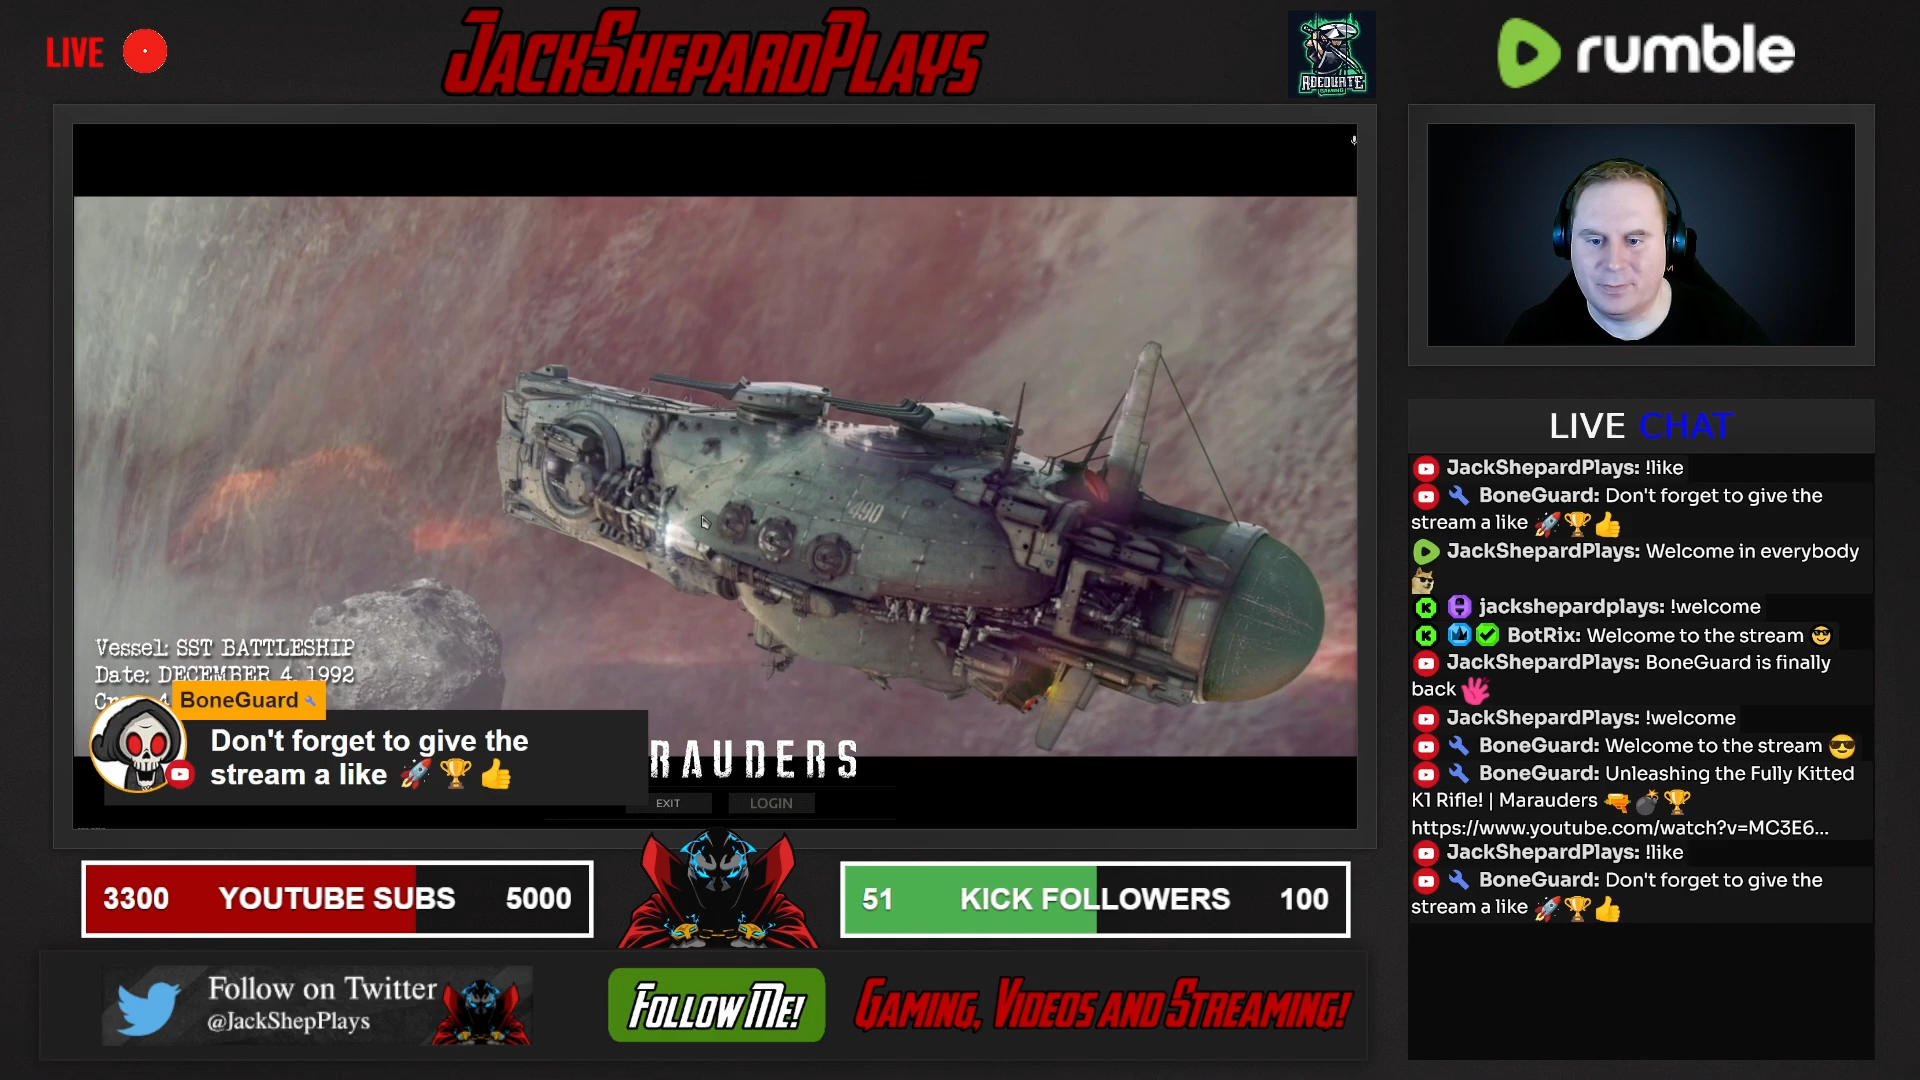 LIVE
JACKSHEPARDPLAYS
ADEQUATE
GAMING
rumble
Vessel: SST BATTLESHIP
Date: DECEMBER 4, 1992
490
BoneGuard
Don't forget to give the
stream a like 🚀🏆👍
RAUDERS
EXIT
LOGIN
LIVE CHAT
JackShepardPlays: !like
BoneGuard: Don't forget to give the
stream a like 🚀🏆👍
JackShepardPlays: Welcome in everybody
jackshepardplays: !welcome
BotRix: Welcome to the stream 😎
JackShepardPlays: BoneGuard is finally
back 👋
JackShepardPlays: !welcome
BoneGuard: Welcome to the stream 😎
BoneGuard: Unleashing the Fully Kitted
K1 Rifle! | Marauders 🔫💣🏆
https://www.youtube.com/watch?v=MC3E6...
JackShepardPlays: !like
BoneGuard: Don't forget to give the
stream a like 🚀🏆👍
3300 YOUTUBE SUBS 5000
51 KICK FOLLOWERS 100
Follow on Twitter
@JackShepPlays
FOLLOW ME!
GAMING, VIDEOS AND STREAMING!